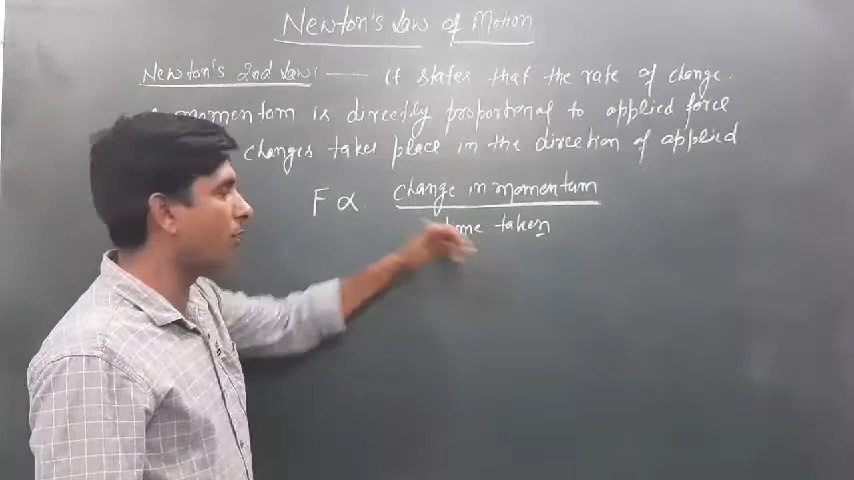 Newton's Law of Motion
Newton's 2nd Law:— It states that the rate of change
momentum is directly proportional to applied force
changes takes place in the direction of applied
F ∝ change in momentum
time taken